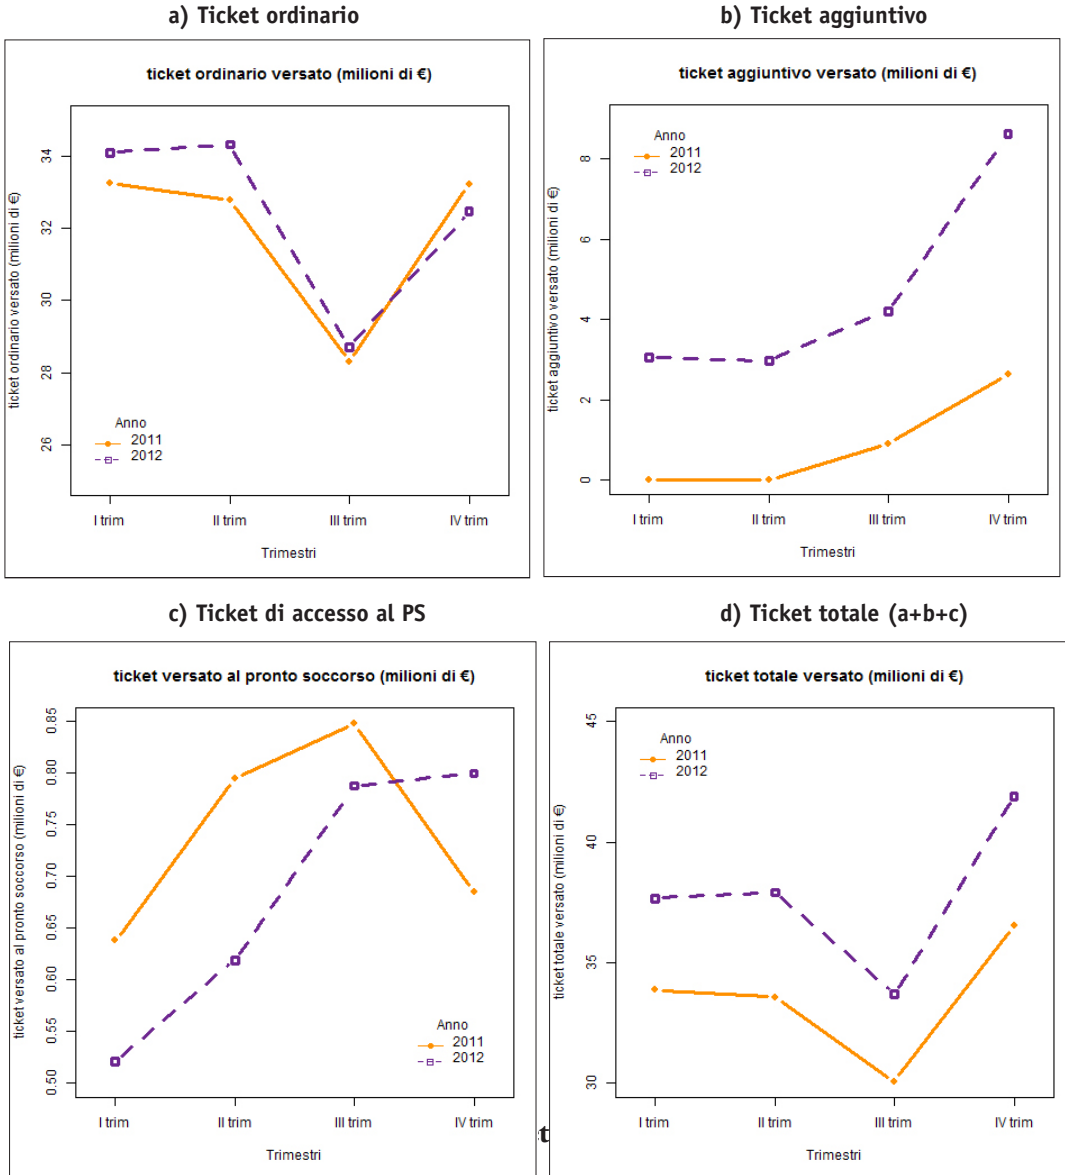 a) Ticket ordinario
ticket ordinario versato (milioni di €)
ticket ordinario versato (milioni di €)
34
32
30
28
26
Anno
2011
2012
I trim
II trim
III trim
IV trim
Trimestri
b) Ticket aggiuntivo
ticket aggiuntivo versato (milioni di €)
ticket aggiuntivo versato (milioni di €)
8
6
4
2
0
Anno
2011
2012
I trim
II trim
III trim
IV trim
Trimestri
c) Ticket di accesso al PS
ticket versato al pronto soccorso (milioni di €)
ticket versato al pronto soccorso (milioni di €)
0.85
0.80
0.75
0.70
0.65
0.60
0.55
0.50
Anno
2011
2012
I trim
II trim
III trim
IV trim
Trimestri
d) Ticket totale (a+b+c)
ticket totale versato (milioni di €)
ticket totale versato (milioni di €)
45
40
35
30
Anno
2011
2012
I trim
II trim
III trim
IV trim
Trimestri